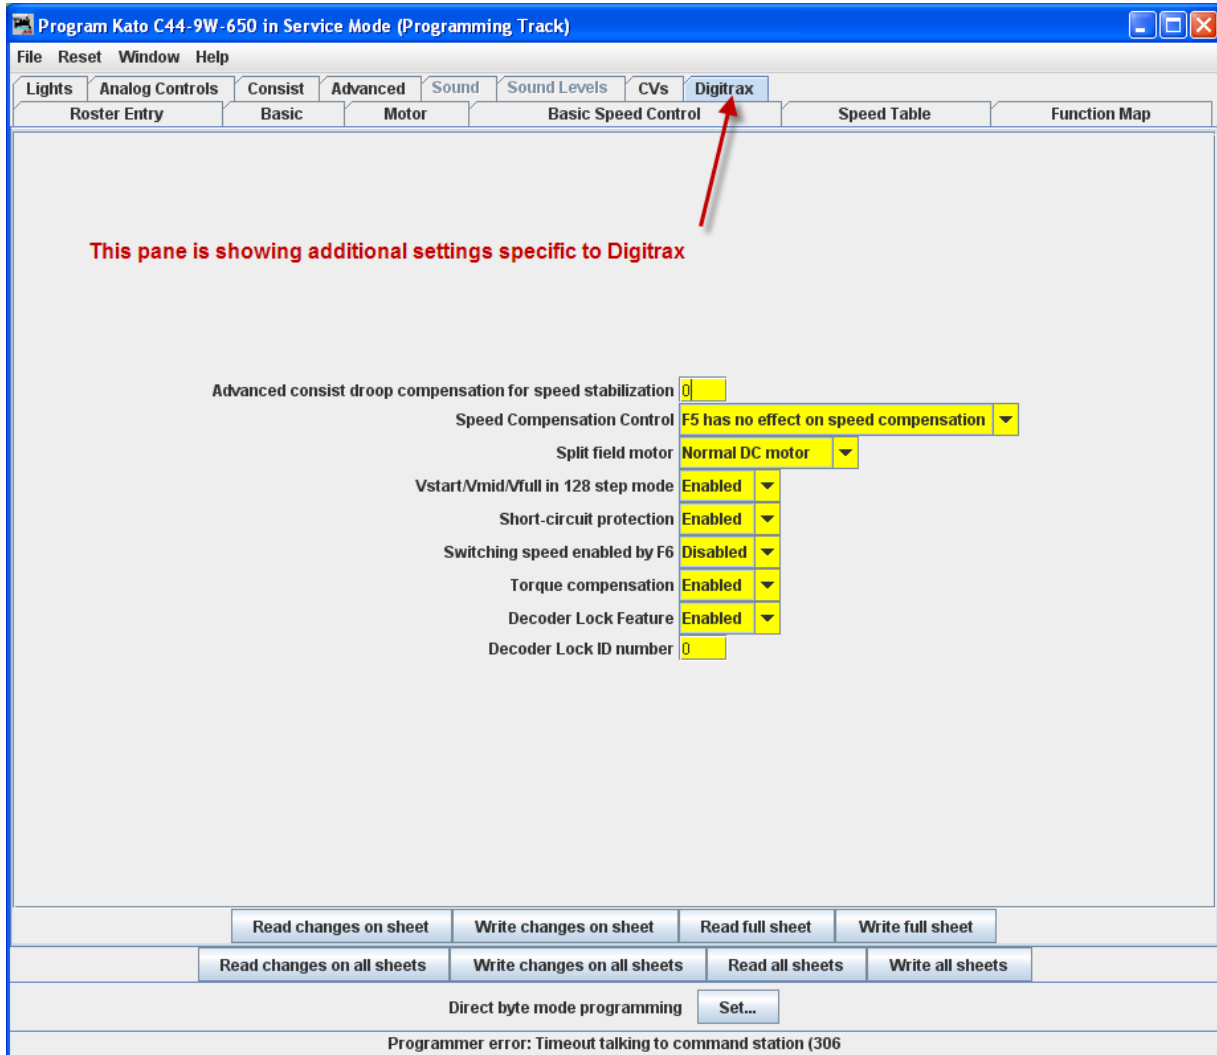 Program Kato C44-9W-650 in Service Mode (Programming Track)
File Reset Window Help
Lights Analog Controls Consist Advanced Sound Sound Levels CVs Digitrax
Roster Entry Basic Motor Basic Speed Control Speed Table Function Map
This pane is showing additional settings specific to Digitrax
Advanced consist droop compensation for speed stabilization 0
Speed Compensation Control F5 has no effect on speed compensation
Split field motor Normal DC motor
Vstart/Vmid/Vfull in 128 step mode Enabled
Short-circuit protection Enabled
Switching speed enabled by F6 Disabled
Torque compensation Enabled
Decoder Lock Feature Enabled
Decoder Lock ID number 0
Read changes on sheet Write changes on sheet Read full sheet Write full sheet
Read changes on all sheets Write changes on all sheets Read all sheets Write all sheets
Direct byte mode programming Set...
Programmer error: Timeout talking to command station (306